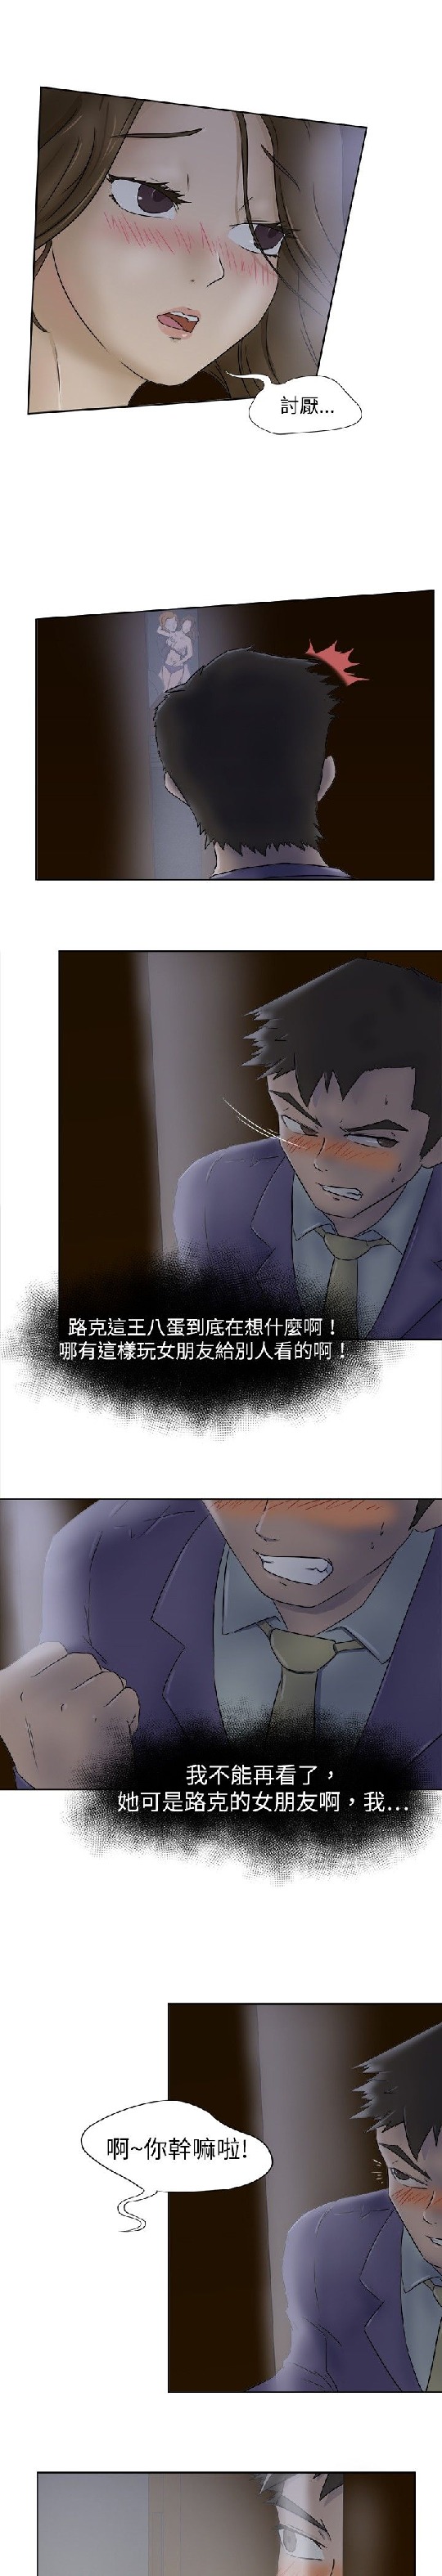 討厭...
路克這王八蛋到底在想什麼啊！
哪有這樣玩女朋友給別人看的啊！
我不能再看了，
她可是路克的女朋友啊，我...
啊~你幹嘛啦!